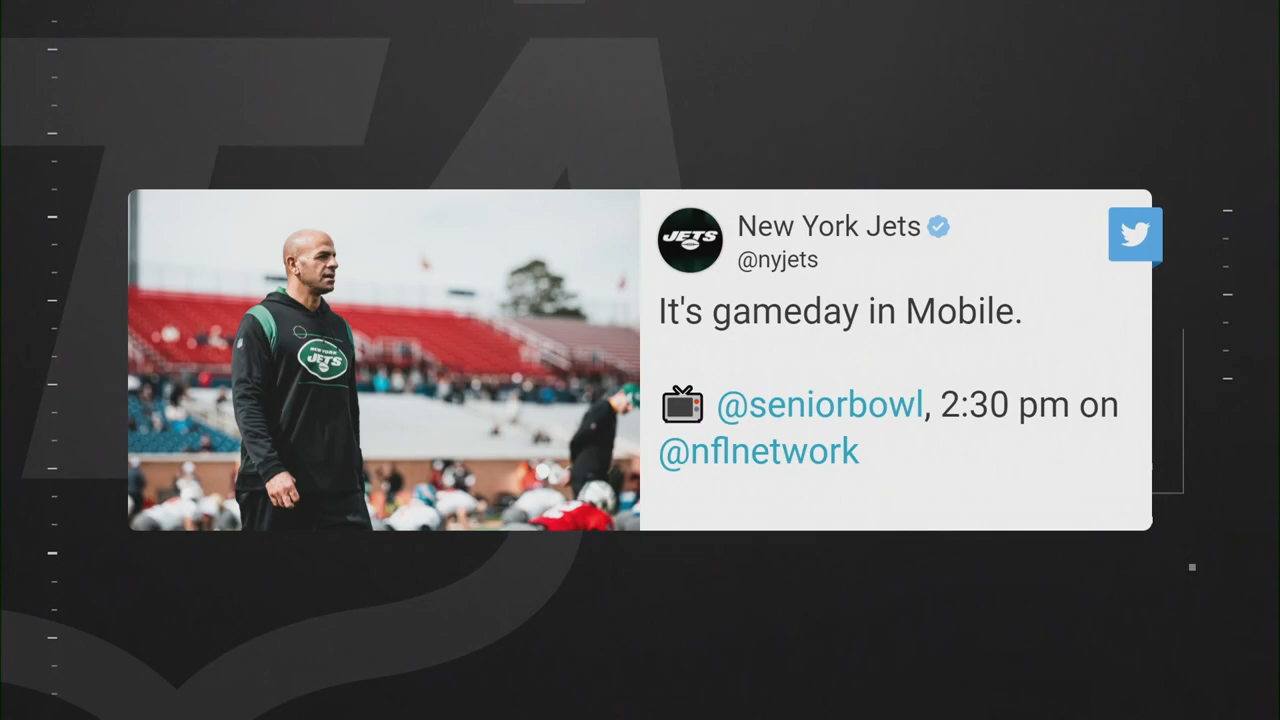 New York Jets
@nyjets
It's gameday in Mobile.
@seniorbowl, 2:30 pm on
@nflnetwork
JETS
NEW YORK
JETS